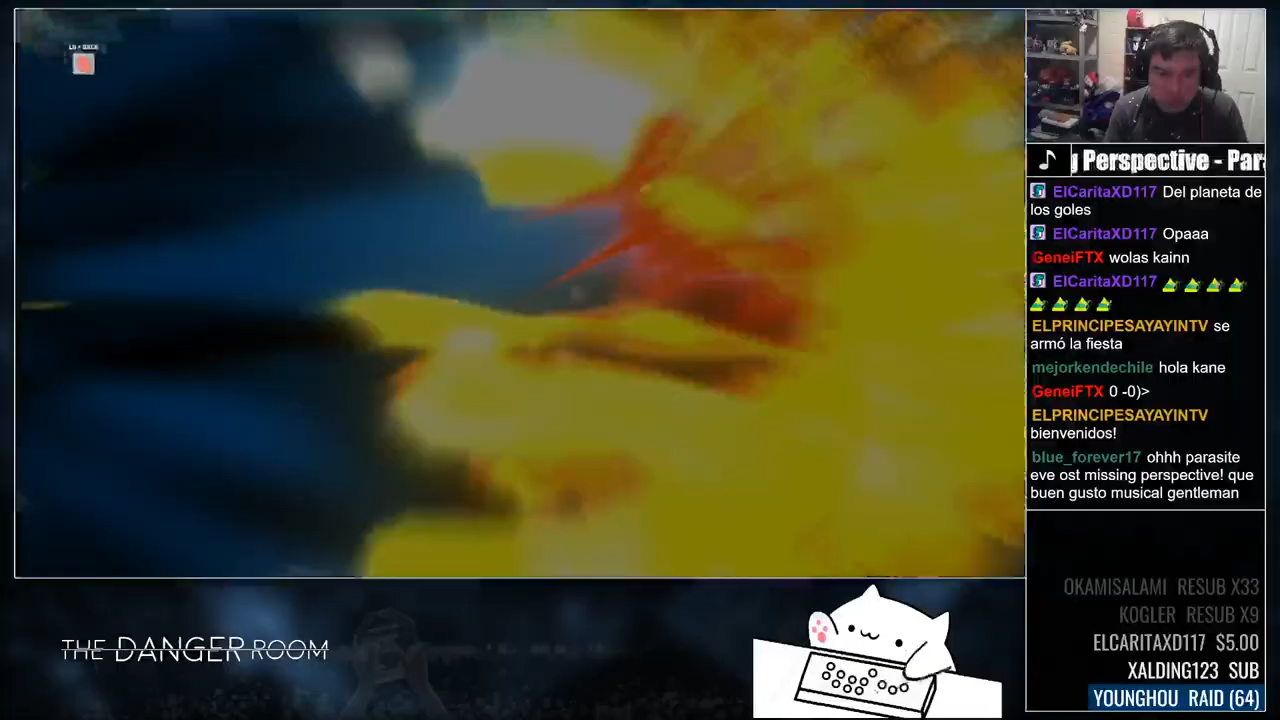 g Perspective - Par
ElCaritaXD117 Del planeta de
los goles
ElCaritaXD117 Opaaa
GeneiFTX wolas kainn
ElCaritaXD117
ELPRINCIPESAYAYINTV se
armó la fiesta
mejorkendechile hola kane
GeneiFTX 0 -0)>
ELPRINCIPESAYAYINTV
bienvenidos!
blue_forever17 ohhh parasite
eve ost missing perspective! que
buen gusto musical gentleman
OKAMISALAMI RESUB X33
KOGLER RESUB X9
ELCARITAXD117 $5.00
XALDING123 SUB
YOUNGHOU RAID (64)
THE DANGER ROOM